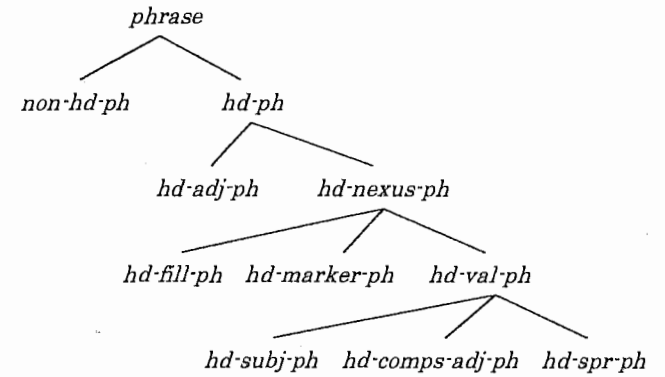 phrase
non-hd-ph hd-ph
hd-adj-ph hd-nexus-ph
hd-fill-ph hd-marker-ph hd-val-ph
hd-subj-ph hd-comps-adj-ph hd-spr-ph